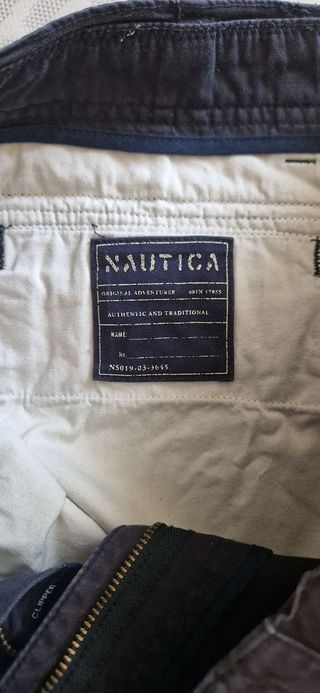 NAUTICA
ORIGINAL ADVENTURER
AUTHENTIC AND TRADITIONAL
NAME
No.
NS019-03-3645
CLIPPER